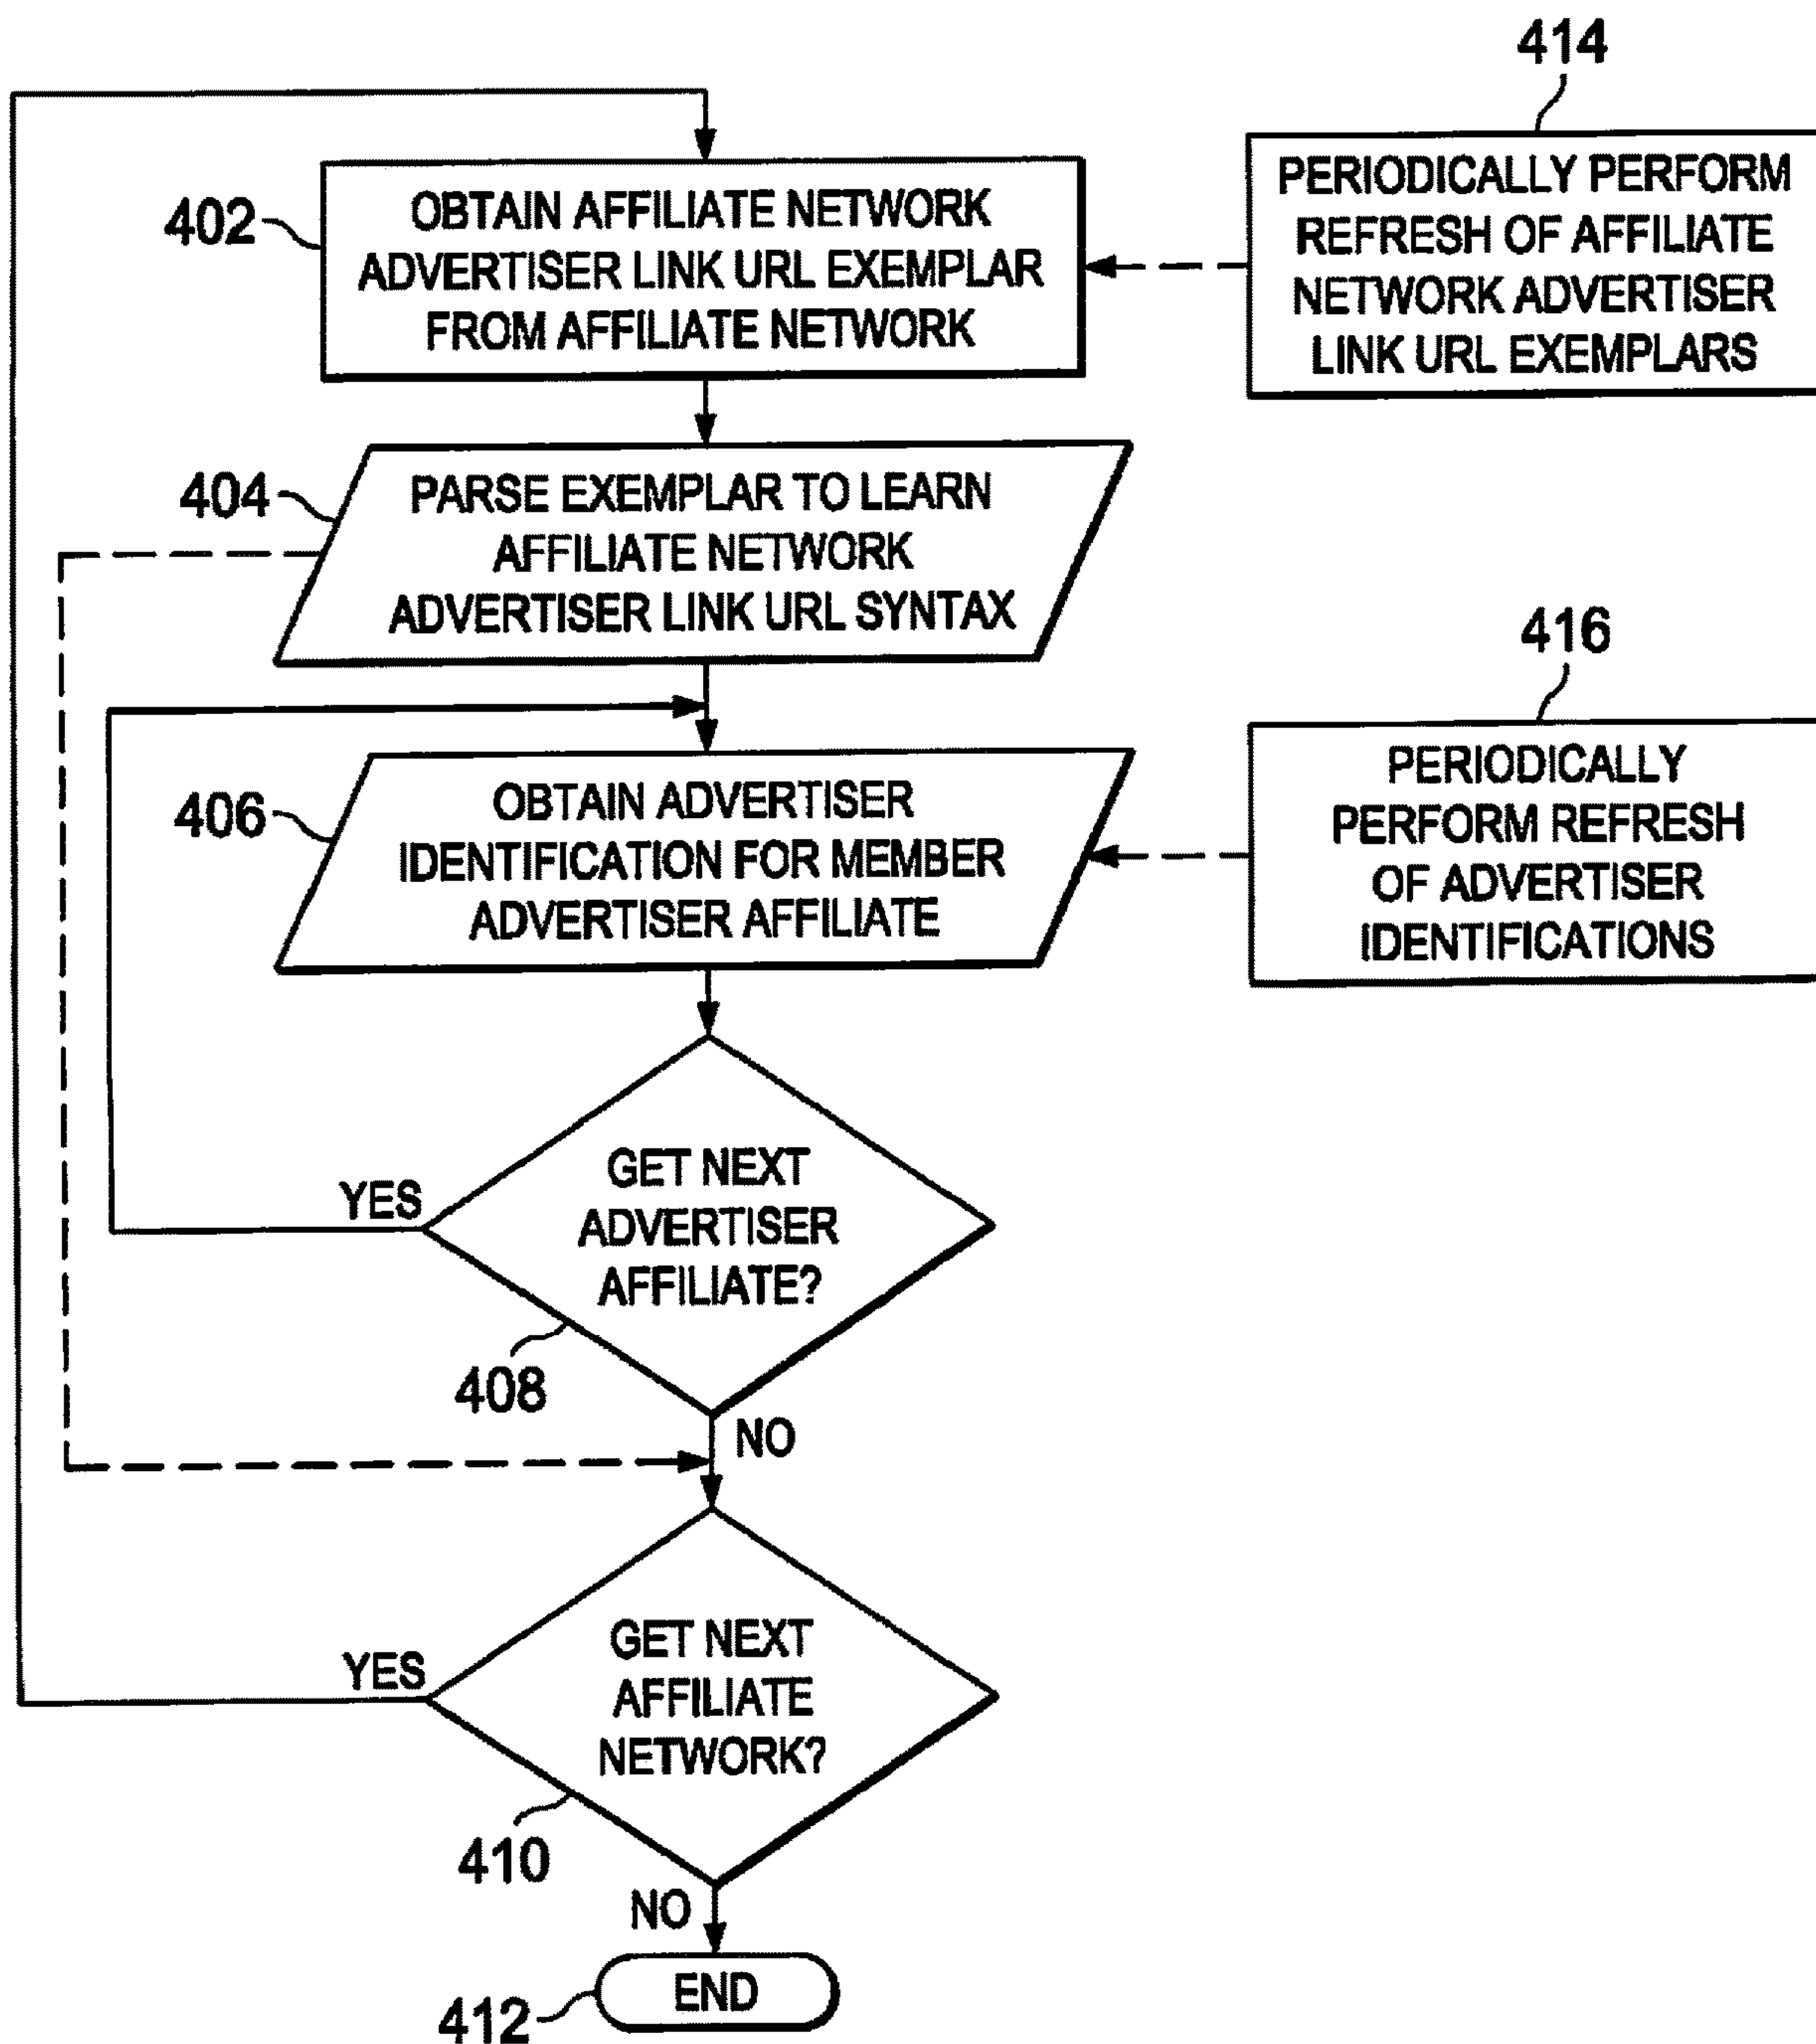 414
PERIODICALLY PERFORM
REFRESH OF AFFILIATE
NETWORK ADVERTISER
LINK URL EXEMPLARS
402
OBTAIN AFFILIATE NETWORK
ADVERTISER LINK URL EXEMPLAR
FROM AFFILIATE NETWORK
404
PARSE EXEMPLAR TO LEARN
AFFILIATE NETWORK
ADVERTISER LINK URL SYNTAX
416
PERIODICALLY
PERFORM REFRESH
OF ADVERTISER
IDENTIFICATIONS
406
OBTAIN ADVERTISER
IDENTIFICATION FOR MEMBER
ADVERTISER AFFILIATE
YES
GET NEXT
ADVERTISER
AFFILIATE?
408
NO
YES
GET NEXT
AFFILIATE
NETWORK?
410
NO
END
412